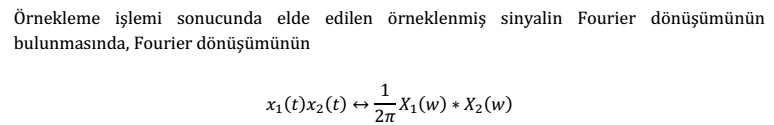 Örnekleme işlemi sonucunda elde edilen örneklenmiş sinyalin Fourier dönüşümünün
bulunmasında, Fourier dönüşümünün
x₁(t)x₂(t) ↔ 1/2π X₁(w) ∗ X₂(w)